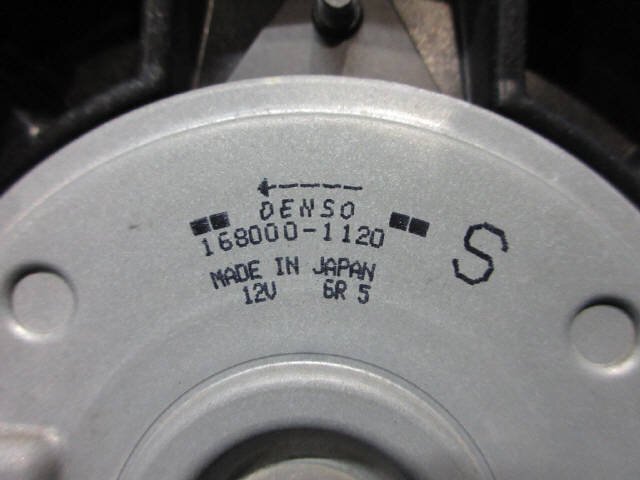 DENSO
168000-1120
S
MADE IN JAPAN
12V 6R 5